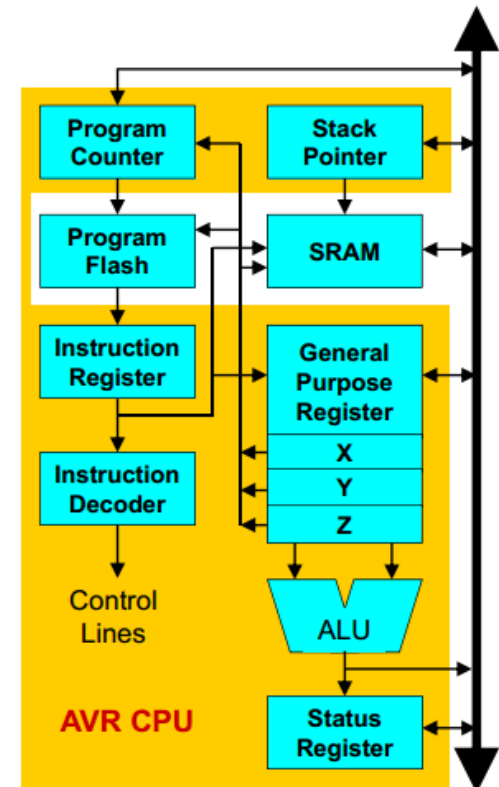 Program
Counter
Stack
Pointer
Program
Flash
SRAM
Instruction
Register
General
Purpose
Register
X
Y
Z
Instruction
Decoder
Control
Lines
ALU
AVR CPU
Status
Register